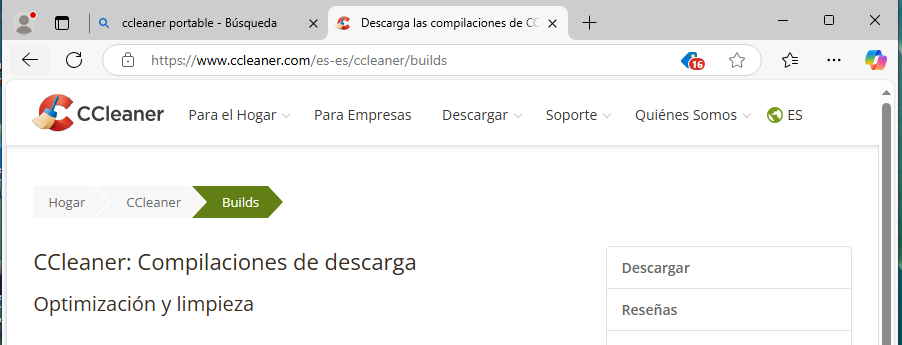 ccleaner portable - Búsqueda
Descarga las compilaciones de CC
https://www.ccleaner.com/es-es/ccleaner/builds
16
CCleaner
Para el Hogar
Para Empresas
Descargar
Soporte
Quiénes Somos
ES
Hogar
CCleaner
Builds
CCleaner: Compilaciones de descarga
Optimización y limpieza
Descargar
Reseñas